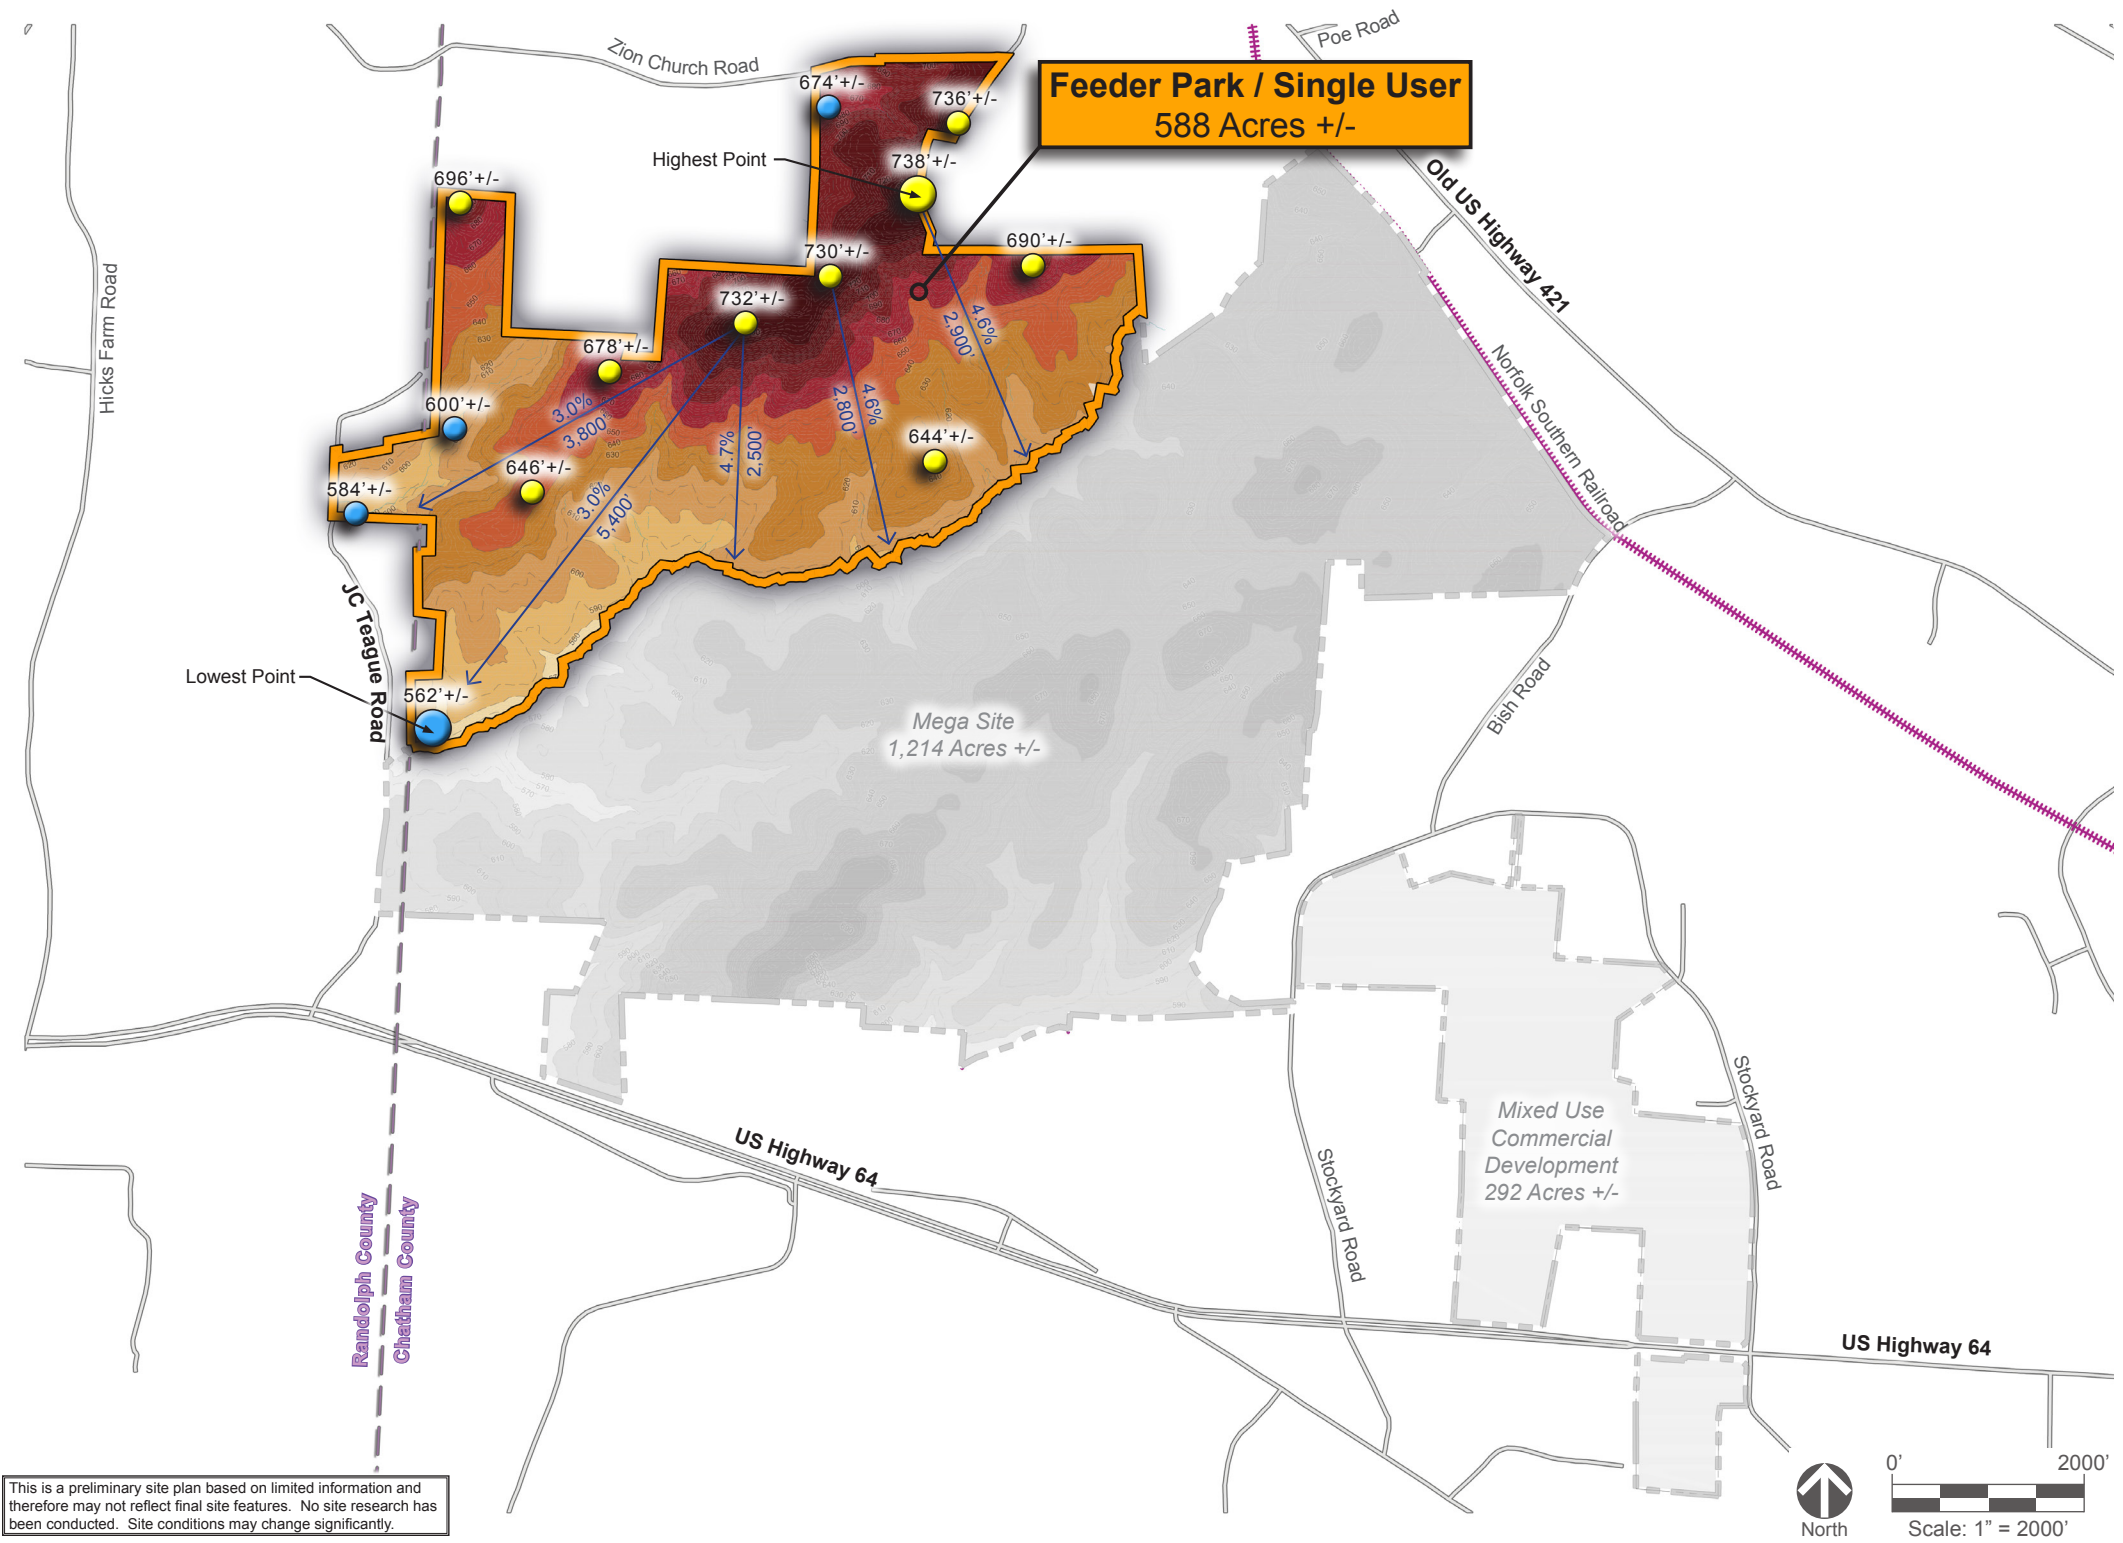 Poe Road
Zion Church Road
Feeder Park / Single User
588 Acres +/-
674'+/-
736'+/-
Highest Point
738'+/-
Old US Highway 421
696'+/-
690'+/-
730'+/-
732'+/-
Hicks Farm Road
4.6%
2,900'
678'+/-
Norfolk Southern Railroad
600'+/-
3.0%
3,800'
4.6%
2,800'
4.7%
2,500'
644'+/-
646'+/-
584'+/-
3.0%
5,400'
JC Teague Road
Lowest Point
562'+/-
Bish Road
Mega Site
1,214 Acres +/-
Mixed Use
Commercial
Development
292 Acres +/-
Stockyard Road
Stockyard Road
US Highway 64
Randolph County
Chatham County
US Highway 64
This is a preliminary site plan based on limited information and
therefore may not reflect final site features. No site research has
been conducted. Site conditions may change significantly.
North
0'
2000'
Scale: 1” = 2000’